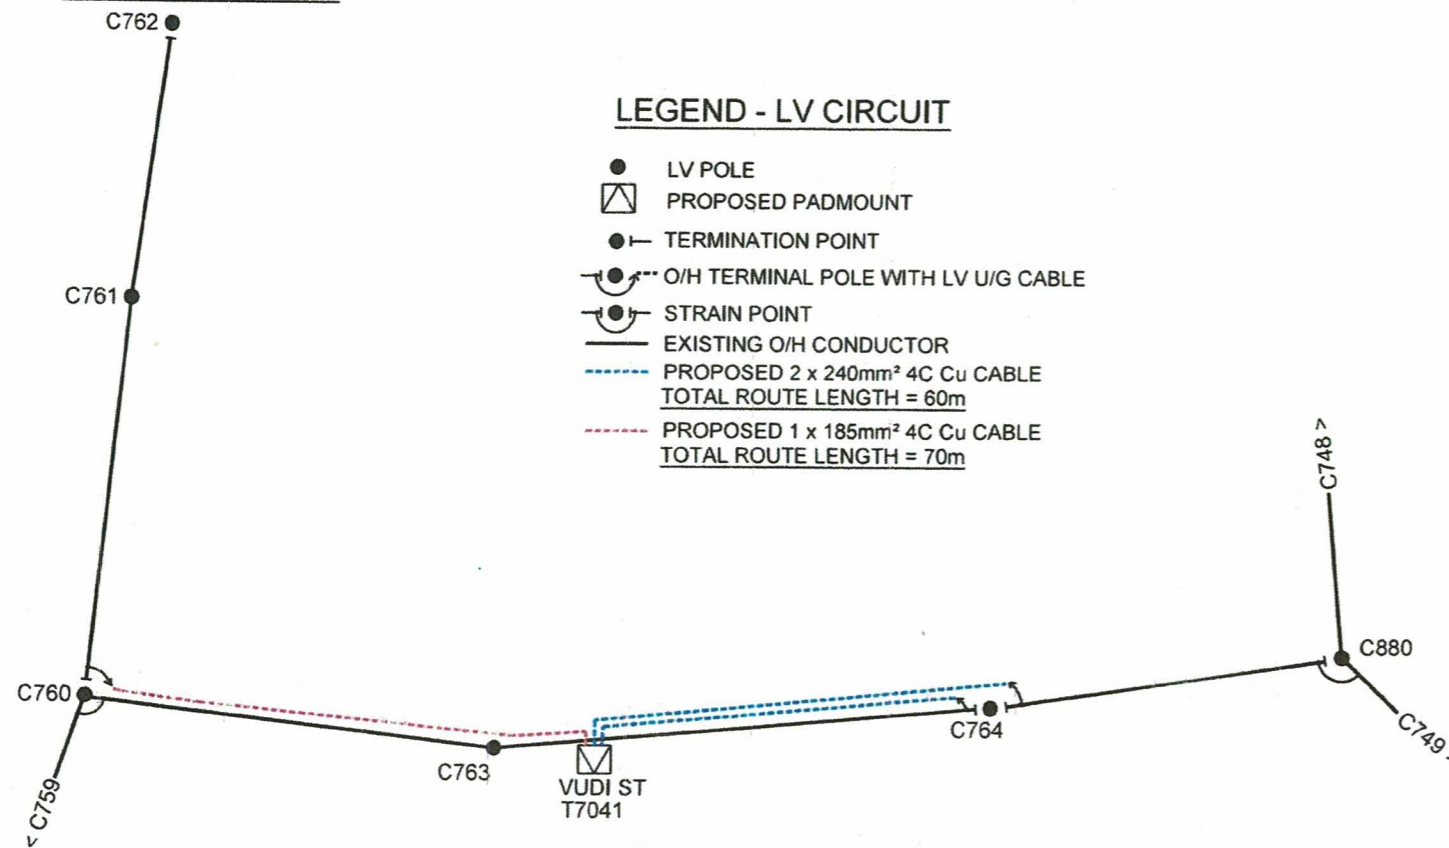 C762
LEGEND - LV CIRCUIT
LV POLE
PROPOSED PADMOUNT
TERMINATION POINT
O/H TERMINAL POLE WITH LV U/G CABLE
STRAIN POINT
EXISTING O/H CONDUCTOR
PROPOSED 2 x 240mm² 4C Cu CABLE
TOTAL ROUTE LENGTH = 60m
PROPOSED 1 x 185mm² 4C Cu CABLE
TOTAL ROUTE LENGTH = 70m
C761
C748 >
C880
C760
C764
C749 >
C763
VUDI ST
T7041
< C759